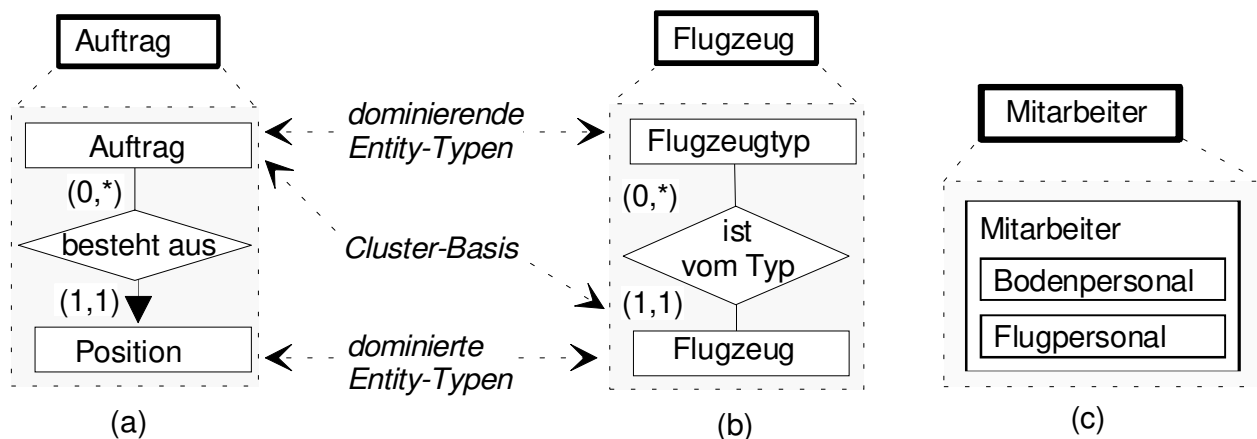 Auftrag
Flugzeug
Mitarbeiter
Auftrag
(0,*)
besteht aus
(1,1)
Position
(a)
dominierende
Entity-Typen
Cluster-Basis
dominierte
Entity-Typen
Flugzeugtyp
(0,*)
ist
vom Typ
(1,1)
Flugzeug
(b)
Mitarbeiter
Bodenpersonal
Flugpersonal
(c)